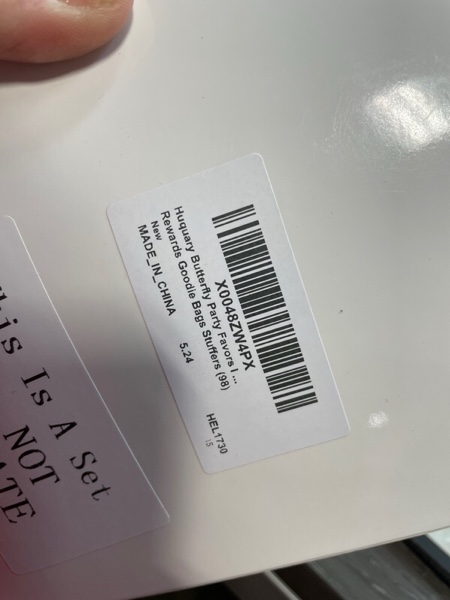 X0048ZW4PX
Huquary Butterfly Party Favors I ...
Rewards Goodie Bags Stuffers (98)
New
MADE_IN_CHINA
5.24
HEL1730
15
his Is A Set
NOT
ATE